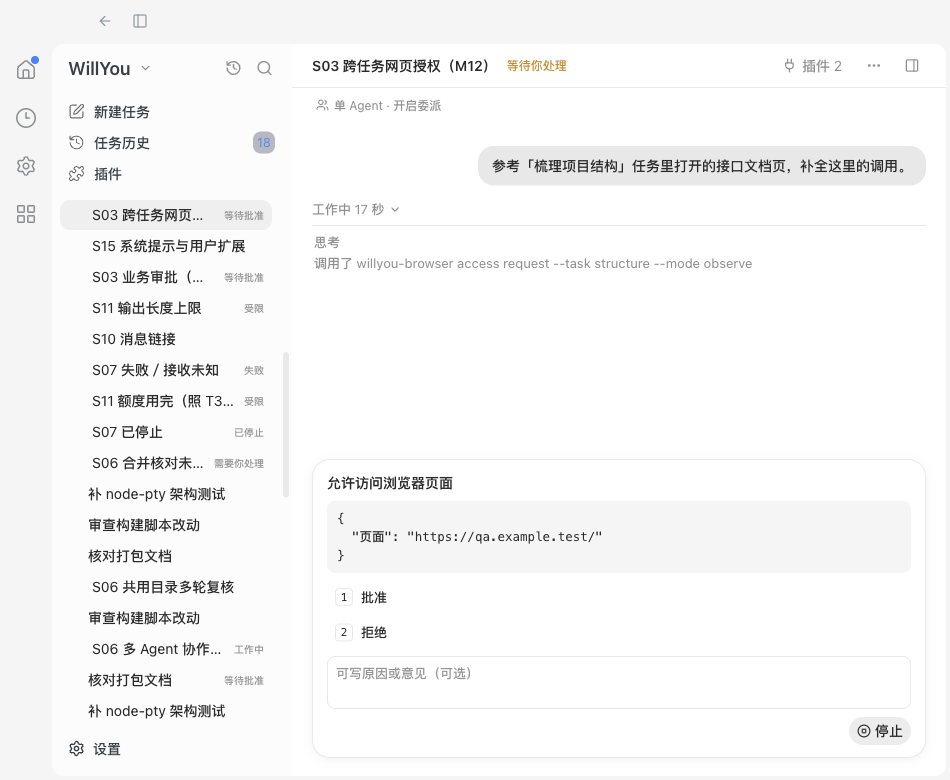 WillYou
新建任务
任务历史 18
插件
S03 跨任务网页... 等待批准
S15 系统提示与用户扩展
S03 业务审批（... 等待批准
S11 输出长度上限 受限
S10 消息链接
S07 失败 / 接收未知 失败
S11 额度用完（照 T3... 受限
S07 已停止 已停止
S06 合并核对未... 需要你处理
补 node-pty 架构测试
审查构建脚本改动
核对打包文档
S06 共用目录多轮复核
审查构建脚本改动
S06 多 Agent 协作... 工作中
核对打包文档 等待批准
补 node-pty 架构测试
设置
S03 跨任务网页授权（M12） 等待你处理 插件 2
单 Agent · 开启委派
参考「梳理项目结构」任务里打开的接口文档页，补全这里的调用。
工作中 17 秒
思考
调用了 willyou-browser access request --task structure --mode observe
允许访问浏览器页面
{
"页面": "https://qa.example.test/"
}
1 批准
2 拒绝
可写原因或意见（可选）
停止